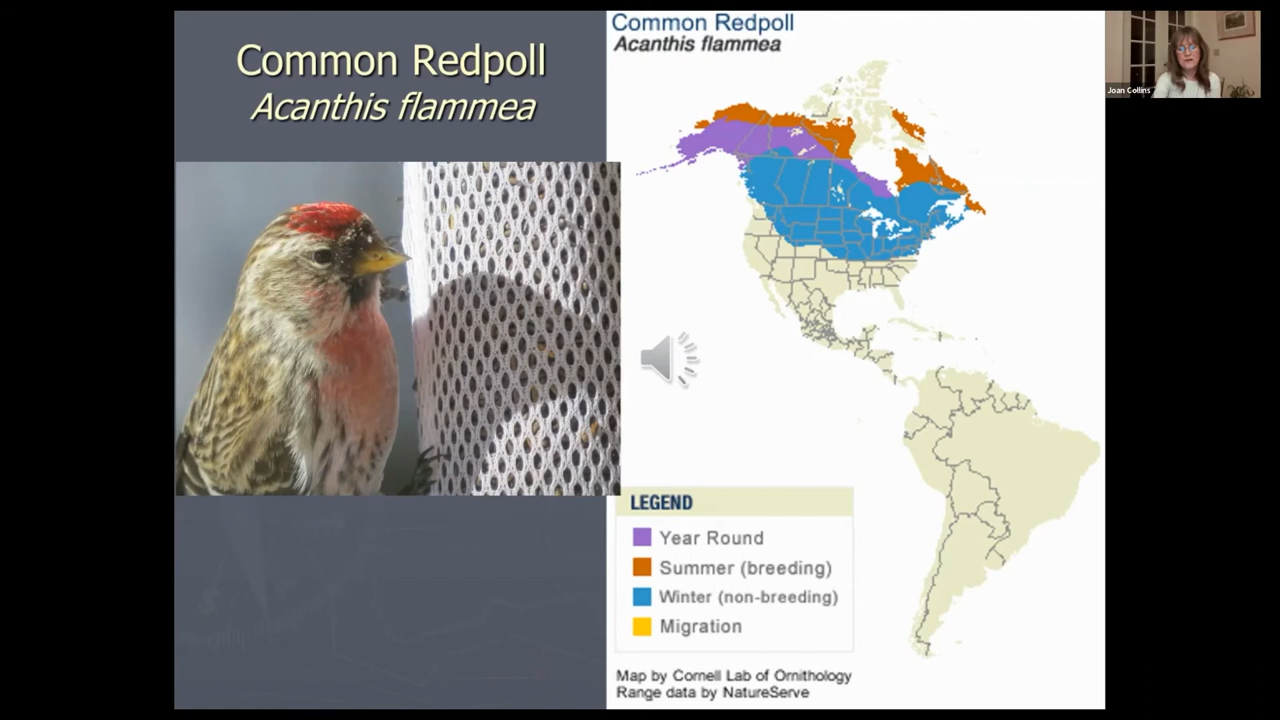 Common Redpoll
Acanthis flammea
Common Redpoll
Acanthis flammea
Joan Collins
LEGEND
Year Round
Summer (breeding)
Winter (non-breeding)
Migration
Map by Cornell Lab of Ornithology
Range data by NatureServe